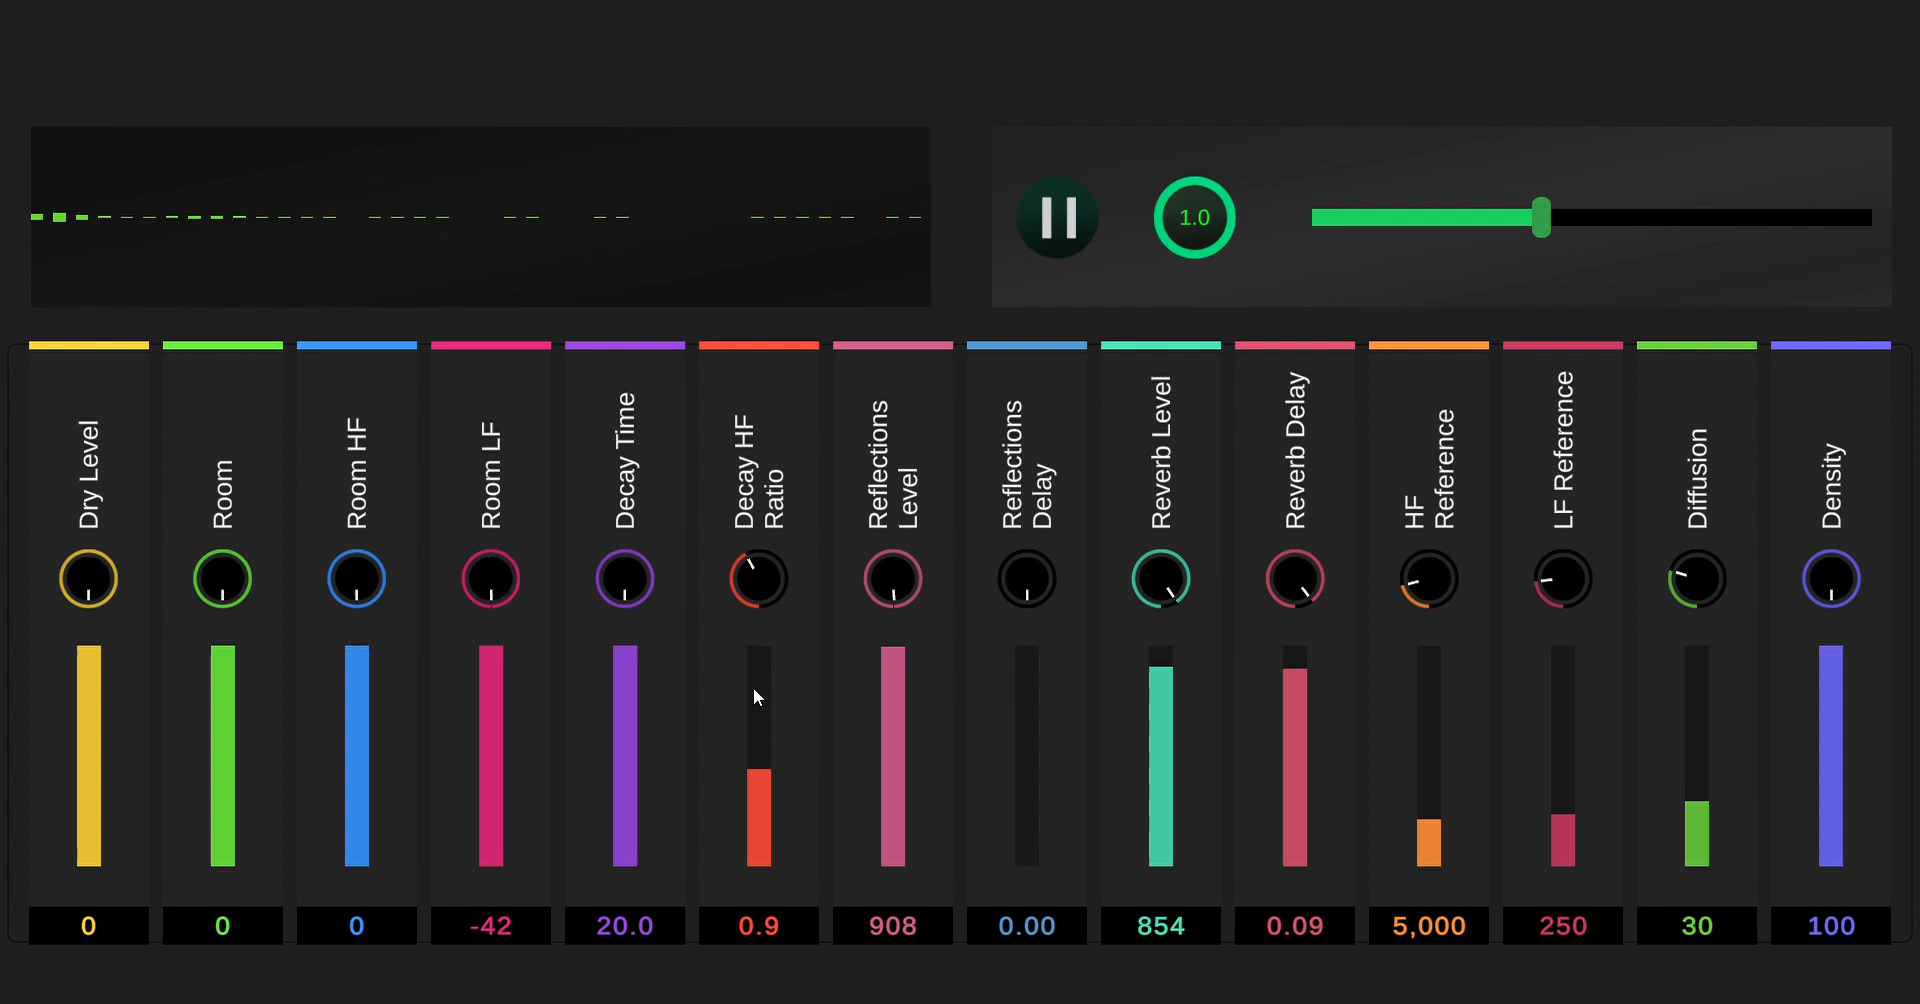 1.0
Dry Level
Room
Room HF
Room LF
Decay Time
Decay HF
Ratio
Reflections
Level
Reflections
Delay
Reverb Level
Reverb Delay
HF
Reference
LF Reference
Diffusion
Density
0
0
0
-42
20.0
0.9
908
0.00
854
0.09
5,000
250
30
100